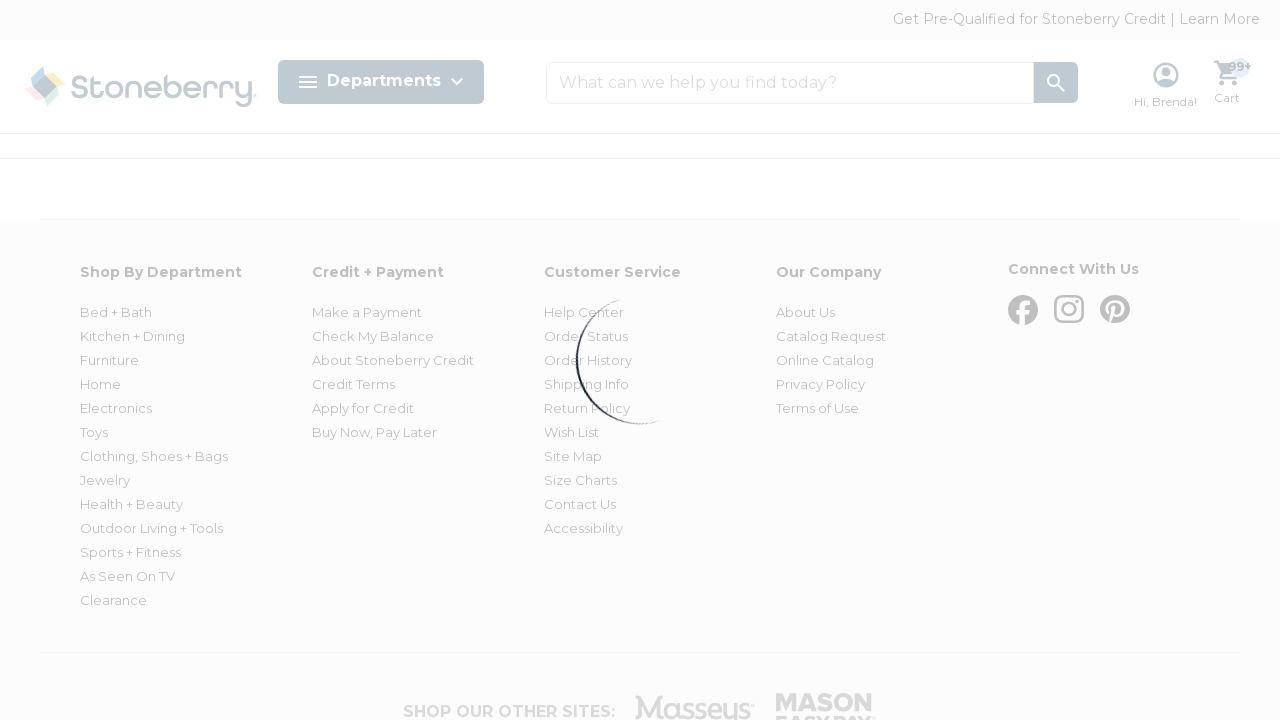 Get Pre-Qualified for Stoneberry Credit | Learn More
Stoneberry
Departments
What can we help you find today?
Hi, Brenda!
99+
Cart
Shop By Department
Bed + Bath
Kitchen + Dining
Furniture
Home
Electronics
Toys
Clothing, Shoes + Bags
Jewelry
Health + Beauty
Outdoor Living + Tools
Sports + Fitness
As Seen On TV
Clearance
Credit + Payment
Make a Payment
Check My Balance
About Stoneberry Credit
Credit Terms
Apply for Credit
Buy Now, Pay Later
Customer Service
Help Center
Order Status
Order History
Shipping Info
Return Policy
Wish List
Site Map
Size Charts
Contact Us
Accessibility
Our Company
About Us
Catalog Request
Online Catalog
Privacy Policy
Terms of Use
Connect With Us
SHOP OUR OTHER SITES:
Masseys
MASON
EASY-PAY